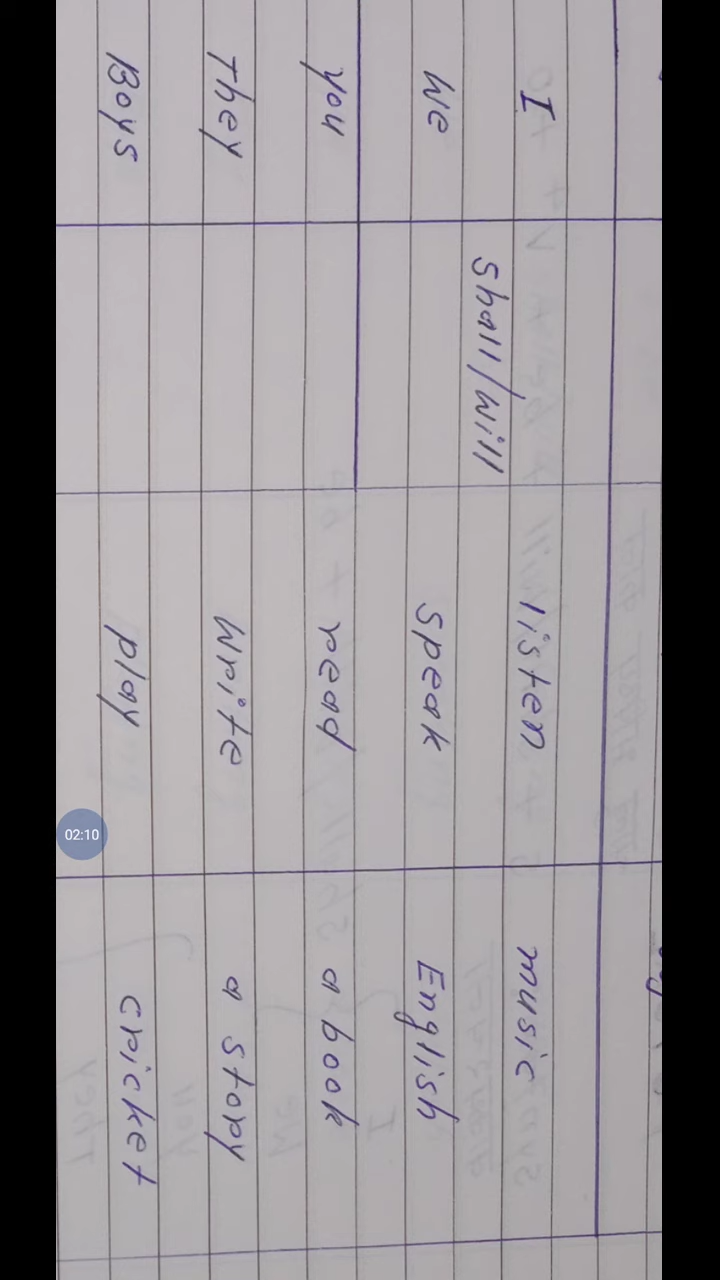 I listen music
shall/will
We speak English
you read a book
They write a story
Boys play cricket
02:10